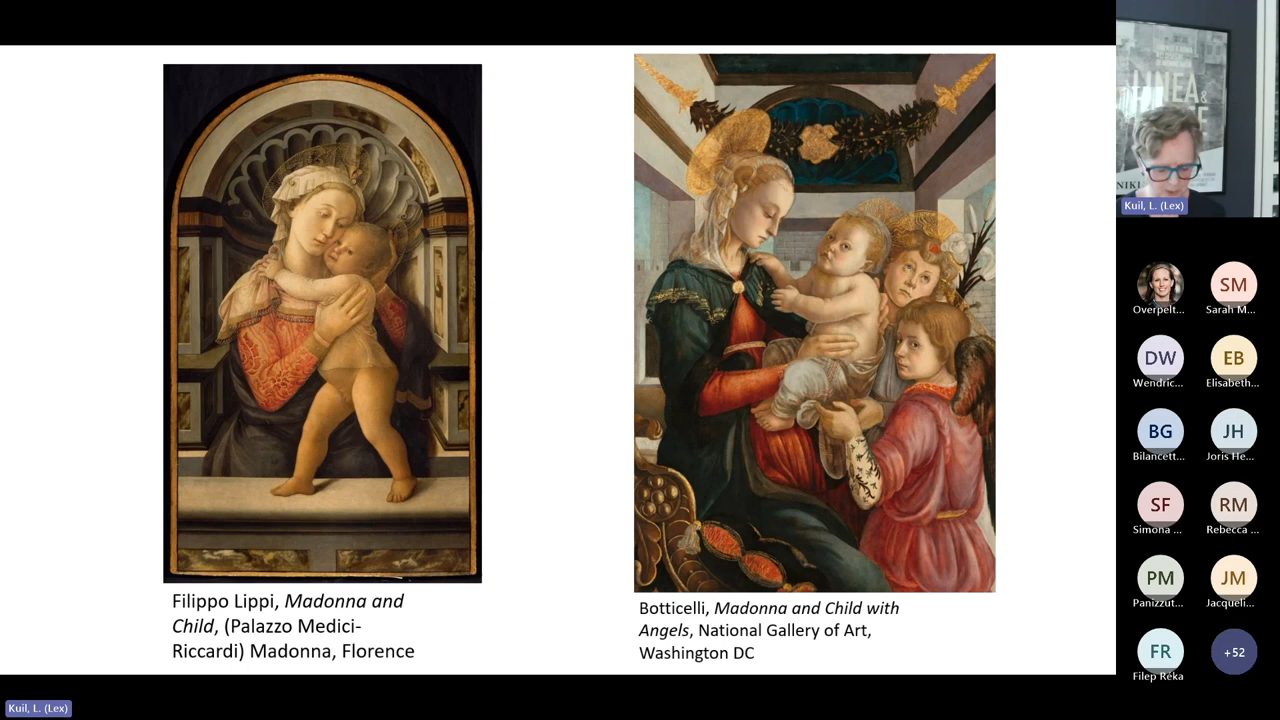 Filippo Lippi, Madonna and
Child, (Palazzo Medici-
Riccardi) Madonna, Florence
Botticelli, Madonna and Child with
Angels, National Gallery of Art,
Washington DC
Kuil, L. (Lex)
Overpelt...
SM
Sarah M...
DW
Wendric...
EB
Elisabeth...
BG
Bilancett...
JH
Joris He...
SF
Simona ...
RM
Rebecca ...
PM
Panizzut...
JM
Jacqueli...
FR
Filep Réka
+52
Kuil, L. (Lex)